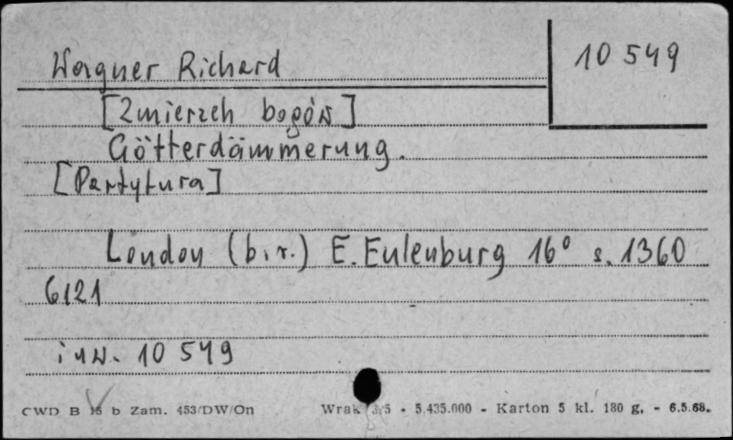 Wagner Richard
10 549
[Zmierzch bogów]
Götterdämmerung.
[Partytura]
London (b.r.) E. Eulenburg 16° s. 1360
6121
inw. 10 549
CWD B 15 b Zam. 453/DW/On Wrak 3/5 - 5.435.000 - Karton 5 kl. 180 g. - 6.5.68.